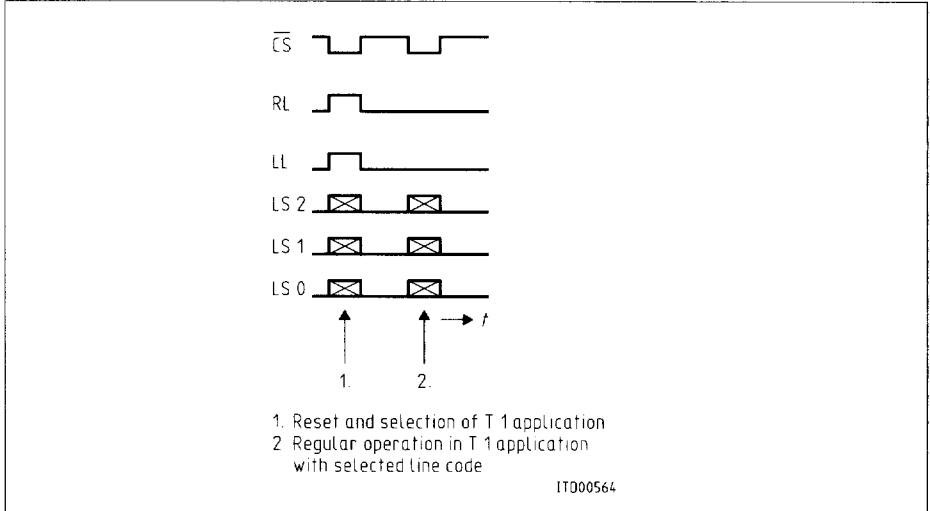 CS
RL
LL
LS 2
LS 1
LS 0
t
1. 2.
1. Reset and selection of T 1 application
2 Regular operation in T 1 application
with selected line code
ITD00564